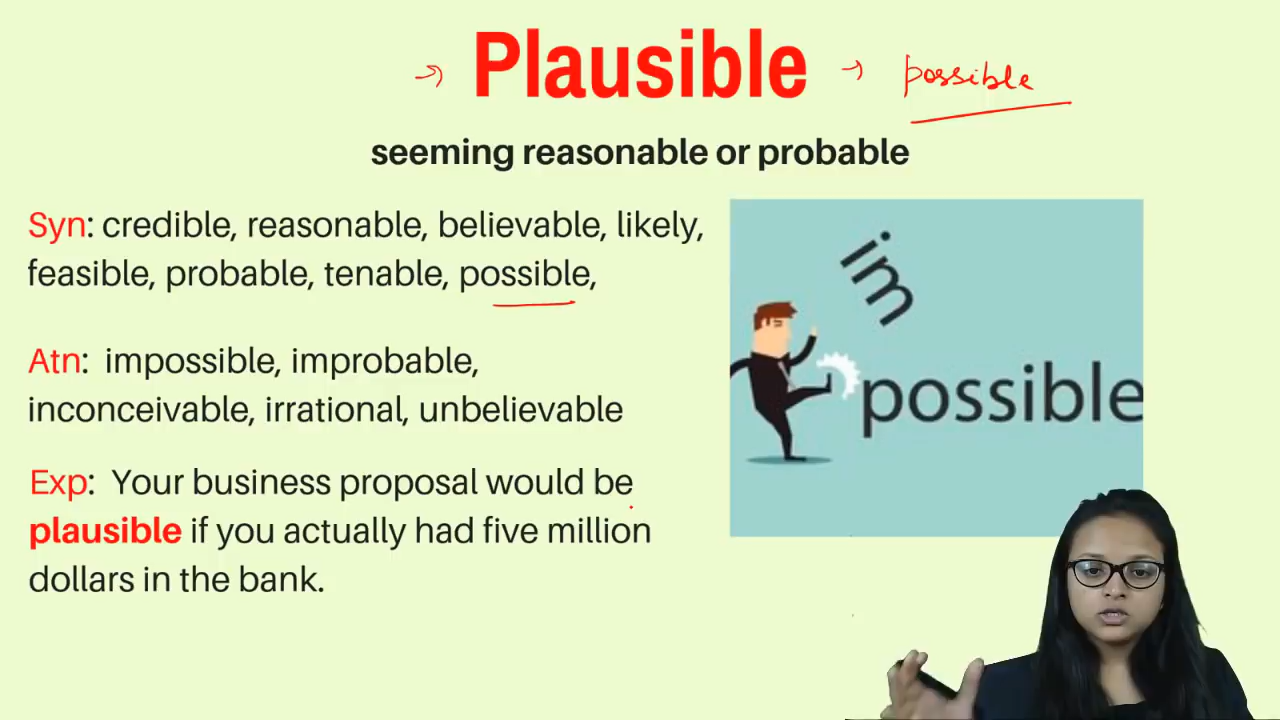 → Plausible → possible
seeming reasonable or probable
Syn: credible, reasonable, believable, likely,
feasible, probable, tenable, possible,
Atn: impossible, improbable,
inconceivable, irrational, unbelievable
Exp: Your business proposal would be
plausible if you actually had five million
dollars in the bank.
im
possible